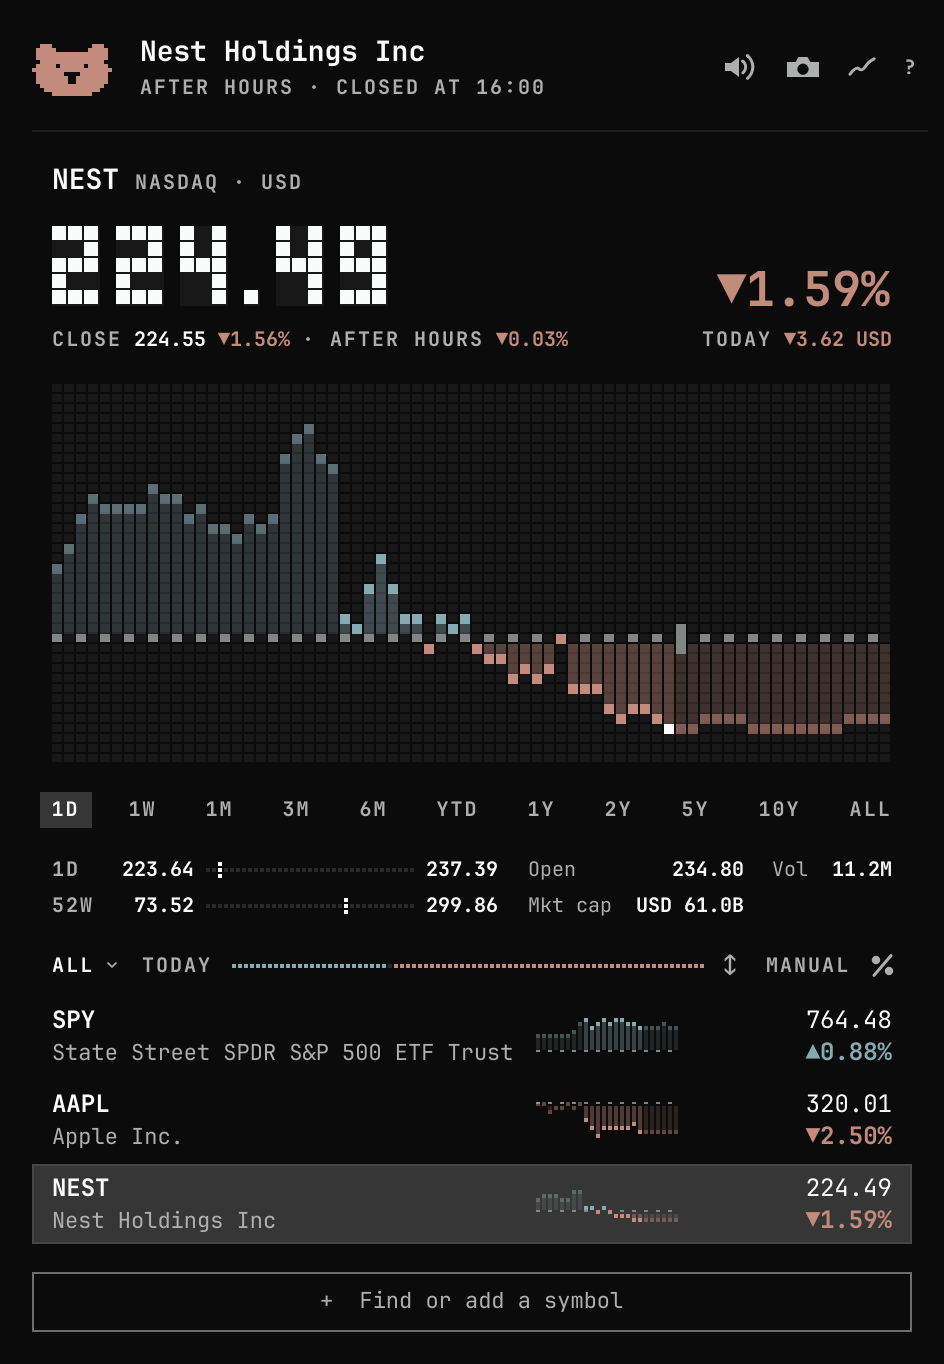 Nest Holdings Inc
AFTER HOURS · CLOSED AT 16:00
?
NEST NASDAQ · USD
224.49
▼1.59%
CLOSE 224.55 ▼1.56% · AFTER HOURS ▼0.03%
TODAY ▼3.62 USD
1D 1W 1M 3M 6M YTD 1Y 2Y 5Y 10Y ALL
1D 223.64 237.39 Open 234.80 Vol 11.2M
52W 73.52 299.86 Mkt cap USD 61.0B
ALL TODAY MANUAL %
SPY 764.48
State Street SPDR S&P 500 ETF Trust ▲0.88%
AAPL 320.01
Apple Inc. ▼2.50%
NEST 224.49
Nest Holdings Inc ▼1.59%
+ Find or add a symbol